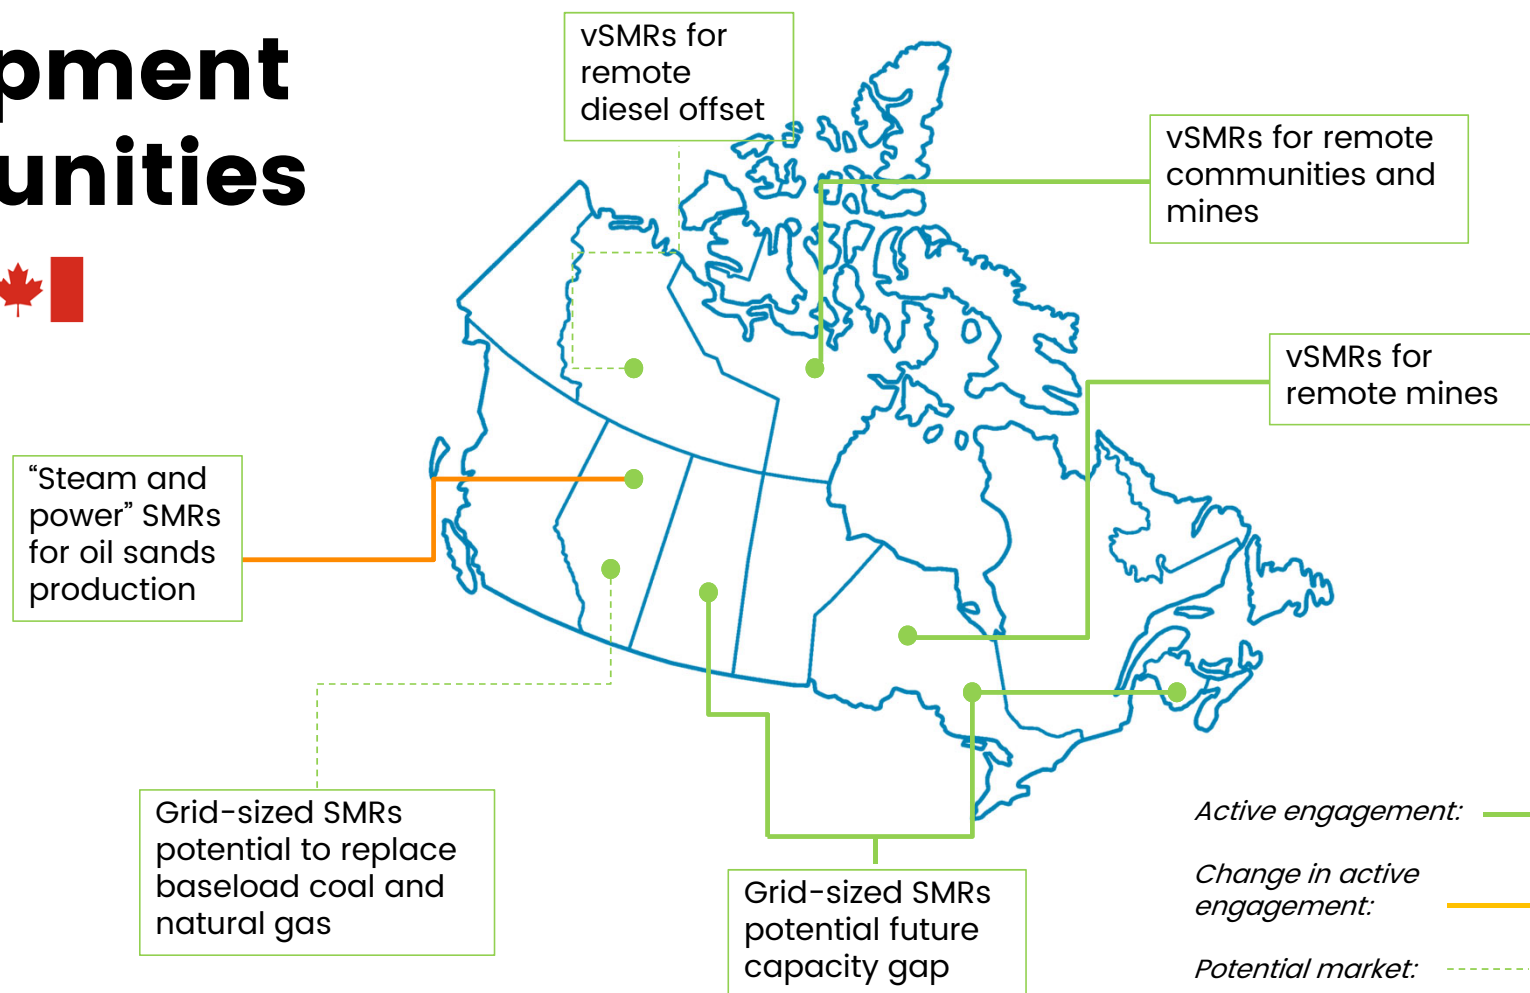 pment
unities
vSMRs for
remote
diesel offset
vSMRs for remote
communities and
mines
vSMRs for
remote mines
“Steam and
power” SMRs
for oil sands
production
Grid-sized SMRs
potential to replace
baseload coal and
natural gas
Grid-sized SMRs
potential future
capacity gap
Active engagement:
Change in active
engagement:
Potential market: